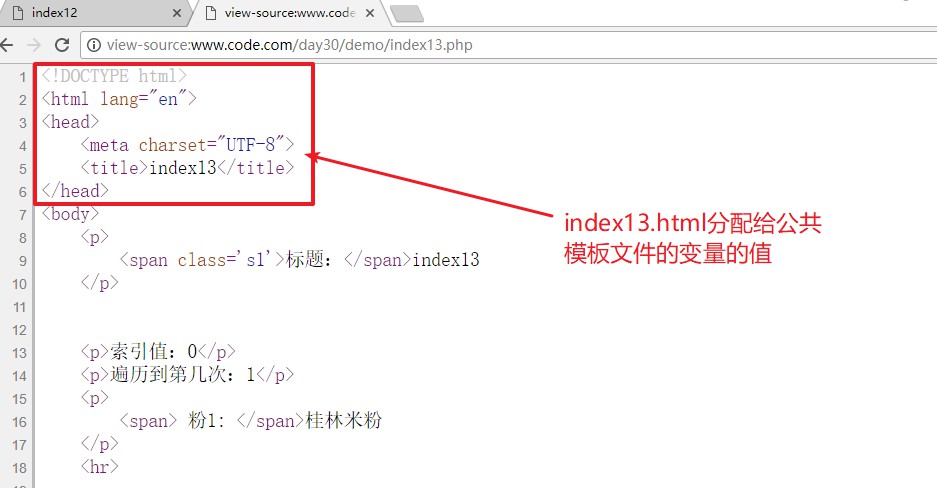 index12
view-source:www.code.com
view-source:www.code.com/day30/demo/index13.php
1 <!DOCTYPE html>
2 <html lang="en">
3 <head>
4 <meta charset="UTF-8">
5 <title>index13</title>
6 </head>
7 <body>
8 <p>
9 <span class='s1'>标题：</span>index13
10 </p>
11
12
13 <p>索引值：0</p>
14 <p>遍历到第几次：1</p>
15 <p>
16 <span> 粉1: </span>桂林米粉
17 </p>
18 <hr>
index13.html分配给公共
模板文件的变量的值